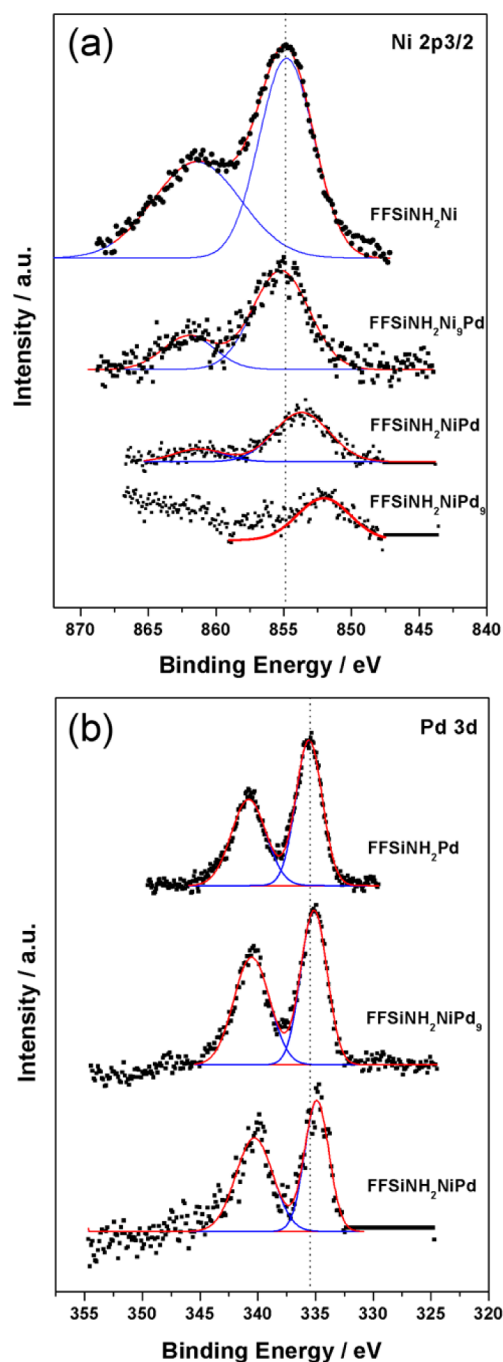 (a)
Ni 2p3/2
FFSiNH₂Ni
FFSiNH₂Ni₉Pd
FFSiNH₂NiPd
FFSiNH₂NiPd₉
Intensity / a.u.
870 865 860 855 850 845 840
Binding Energy / eV
(b)
Pd 3d
FFSiNH₂Pd
FFSiNH₂NiPd₉
FFSiNH₂NiPd
Intensity / a.u.
355 350 345 340 335 330 325 320
Binding Energy / eV